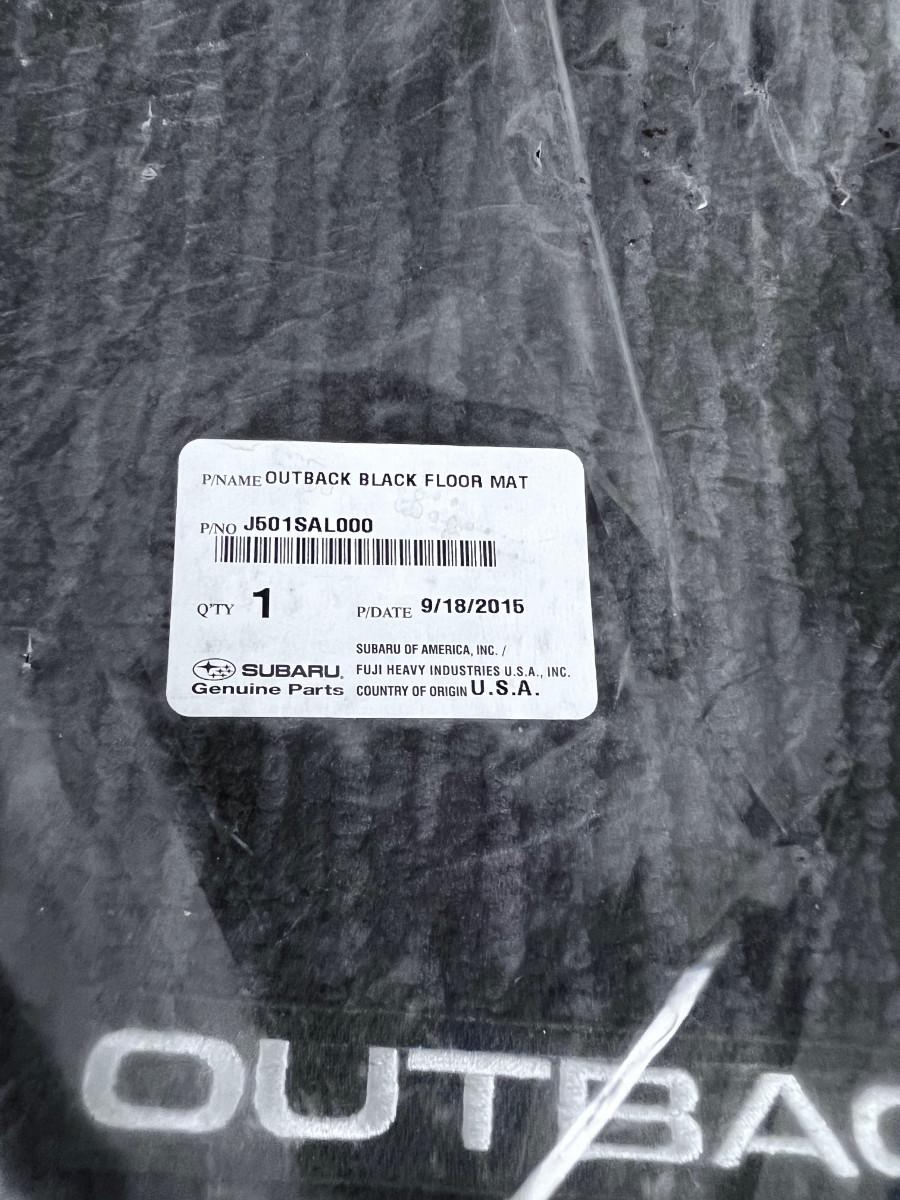 P/NAME OUTBACK BLACK FLOOR MAT
P/NO J501SAL000
Q'TY 1 P/DATE 9/18/2015
SUBARU OF AMERICA, INC. /
SUBARU. FUJI HEAVY INDUSTRIES U.S.A., INC.
Genuine Parts COUNTRY OF ORIGIN U.S.A.
OUTBAC